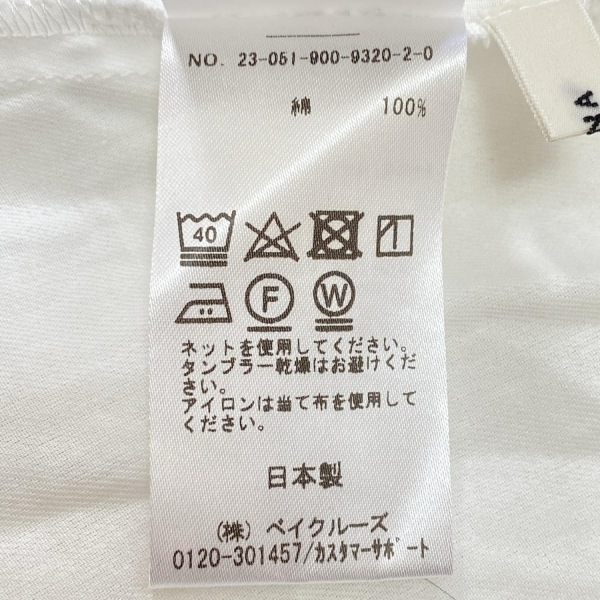 NO. 23-051-900-9320-2-0
綿 100%
40
F W
ネットを使用してください。
タンブラー乾燥はお避けくだ
さい。
アイロンは当て布を使用して
ください。
日本製
(株) ベイクルーズ
0120-301457/カスタマーサポート